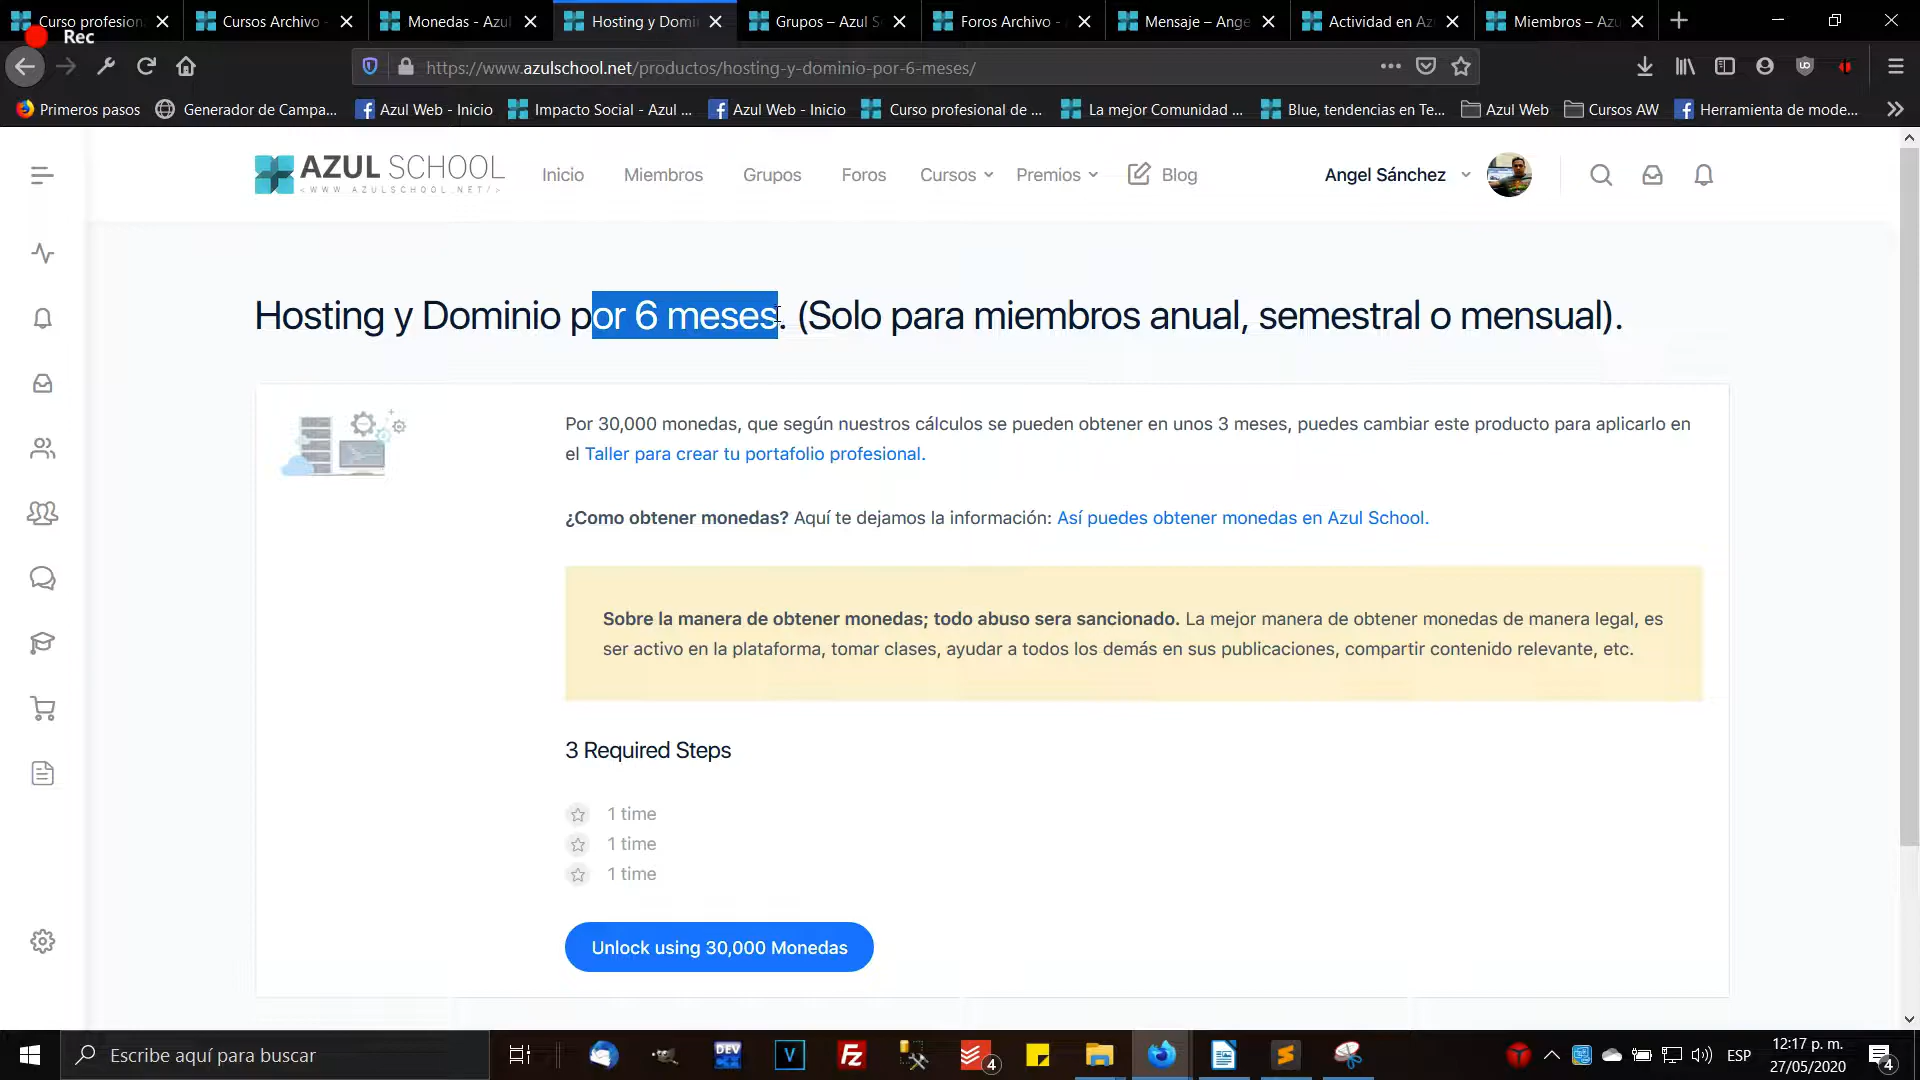 Curso profesion
Cursos Archivo -
Monedas - Azul
Hosting y Domi
Grupos – Azul S
Foros Archivo -
Mensaje – Ange
Actividad en Az
Miembros – Azu
Rec
https://www.azulschool.net/productos/hosting-y-dominio-por-6-meses/
Primeros pasos
Generador de Campa...
Azul Web - Inicio
Impacto Social - Azul ...
Azul Web - Inicio
Curso profesional de ...
La mejor Comunidad ...
Blue, tendencias en Te...
Azul Web
Cursos AW
Herramienta de mode...
AZUL SCHOOL
<WWW.AZULSCHOOL.NET/>
Inicio
Miembros
Grupos
Foros
Cursos
Premios
Blog
Angel Sánchez
Hosting y Dominio por 6 meses. (Solo para miembros anual, semestral o mensual).
Por 30,000 monedas, que según nuestros cálculos se pueden obtener en unos 3 meses, puedes cambiar este producto para aplicarlo en
el Taller para crear tu portafolio profesional.
¿Como obtener monedas? Aquí te dejamos la información: Así puedes obtener monedas en Azul School.
Sobre la manera de obtener monedas; todo abuso sera sancionado. La mejor manera de obtener monedas de manera legal, es
ser activo en la plataforma, tomar clases, ayudar a todos los demás en sus publicaciones, compartir contenido relevante, etc.
3 Required Steps
1 time
1 time
1 time
Unlock using 30,000 Monedas
Escribe aquí para buscar
DEV
V
FZ
4
ESP
12:17 p. m.
27/05/2020
4